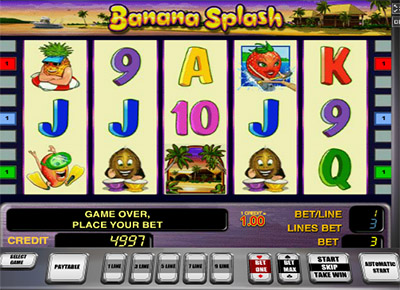 Banana Splash
9 A K
1 J J 10 J 9 1
Q
GAME OVER,
PLACE YOUR BET
1 CREDIT =
1.00
BET/LINE 1
LINES BET 3
CREDIT 4997
BET 3
SELECT GAME
PAYTABLE
1 LINE
3 LINE
5 LINE
7 LINE
9 LINE
BET ONE
BET MAX
START
SKIP
TAKE WIN
AUTOMATIC START